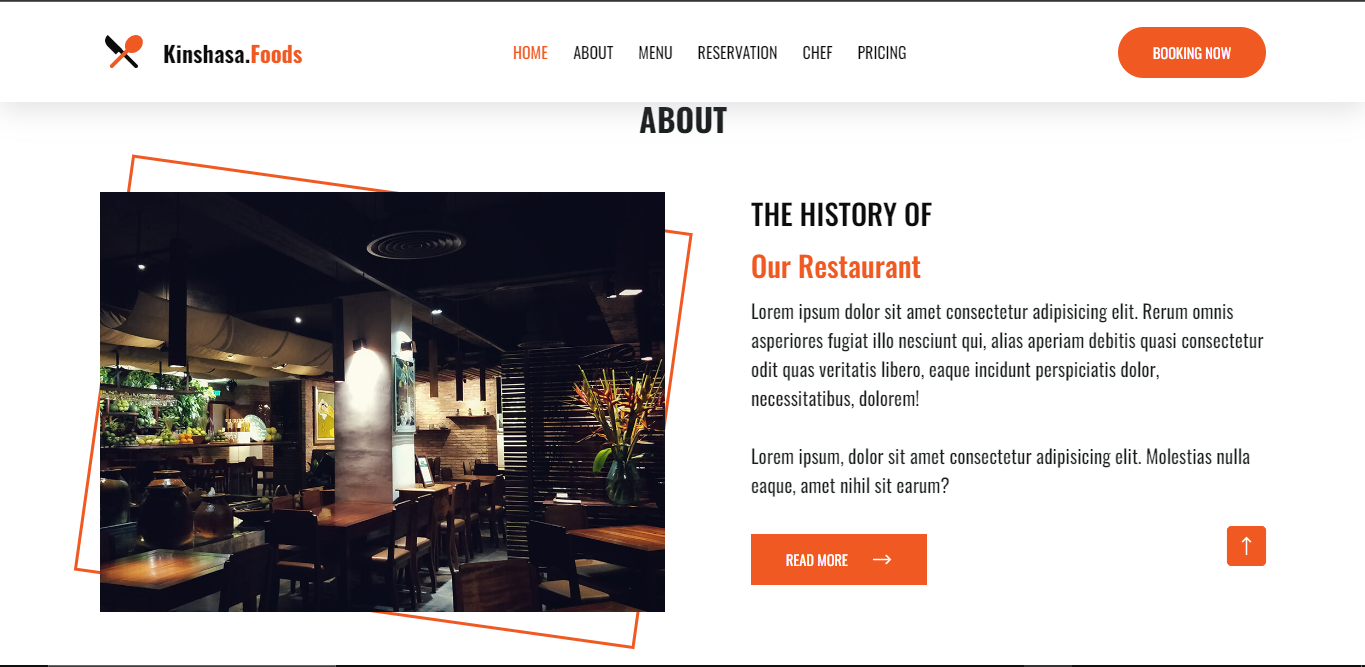 Kinshasa.Foods
HOME ABOUT MENU RESERVATION CHEF PRICING
BOOKING NOW
ABOUT
THE HISTORY OF
Our Restaurant
Lorem ipsum dolor sit amet consectetur adipisicing elit. Rerum omnis
asperiores fugiat illo nesciunt qui, alias aperiam debitis quasi consectetur
odit quas veritatis libero, eaque incidunt perspiciatis dolor,
necessitatibus, dolorem!
Lorem ipsum, dolor sit amet consectetur adipisicing elit. Molestias nulla
eaque, amet nihil sit earum?
READ MORE